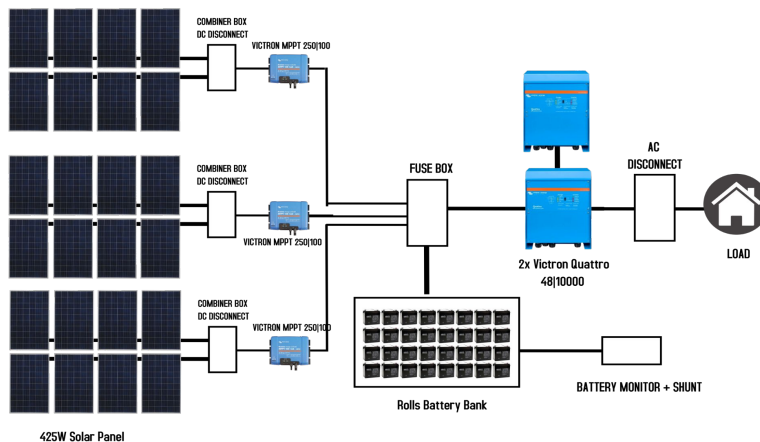 COMBINER BOX
DC DISCONNECT
VICTRON MPPT 250|100
COMBINER BOX
DC DISCONNECT
VICTRON MPPT 250|100
COMBINER BOX
DC DISCONNECT
VICTRON MPPT 250|100
FUSE BOX
2x Victron Quattro
48|10000
AC
DISCONNECT
LOAD
Rolls Battery Bank
BATTERY MONITOR + SHUNT
425W Solar Panel